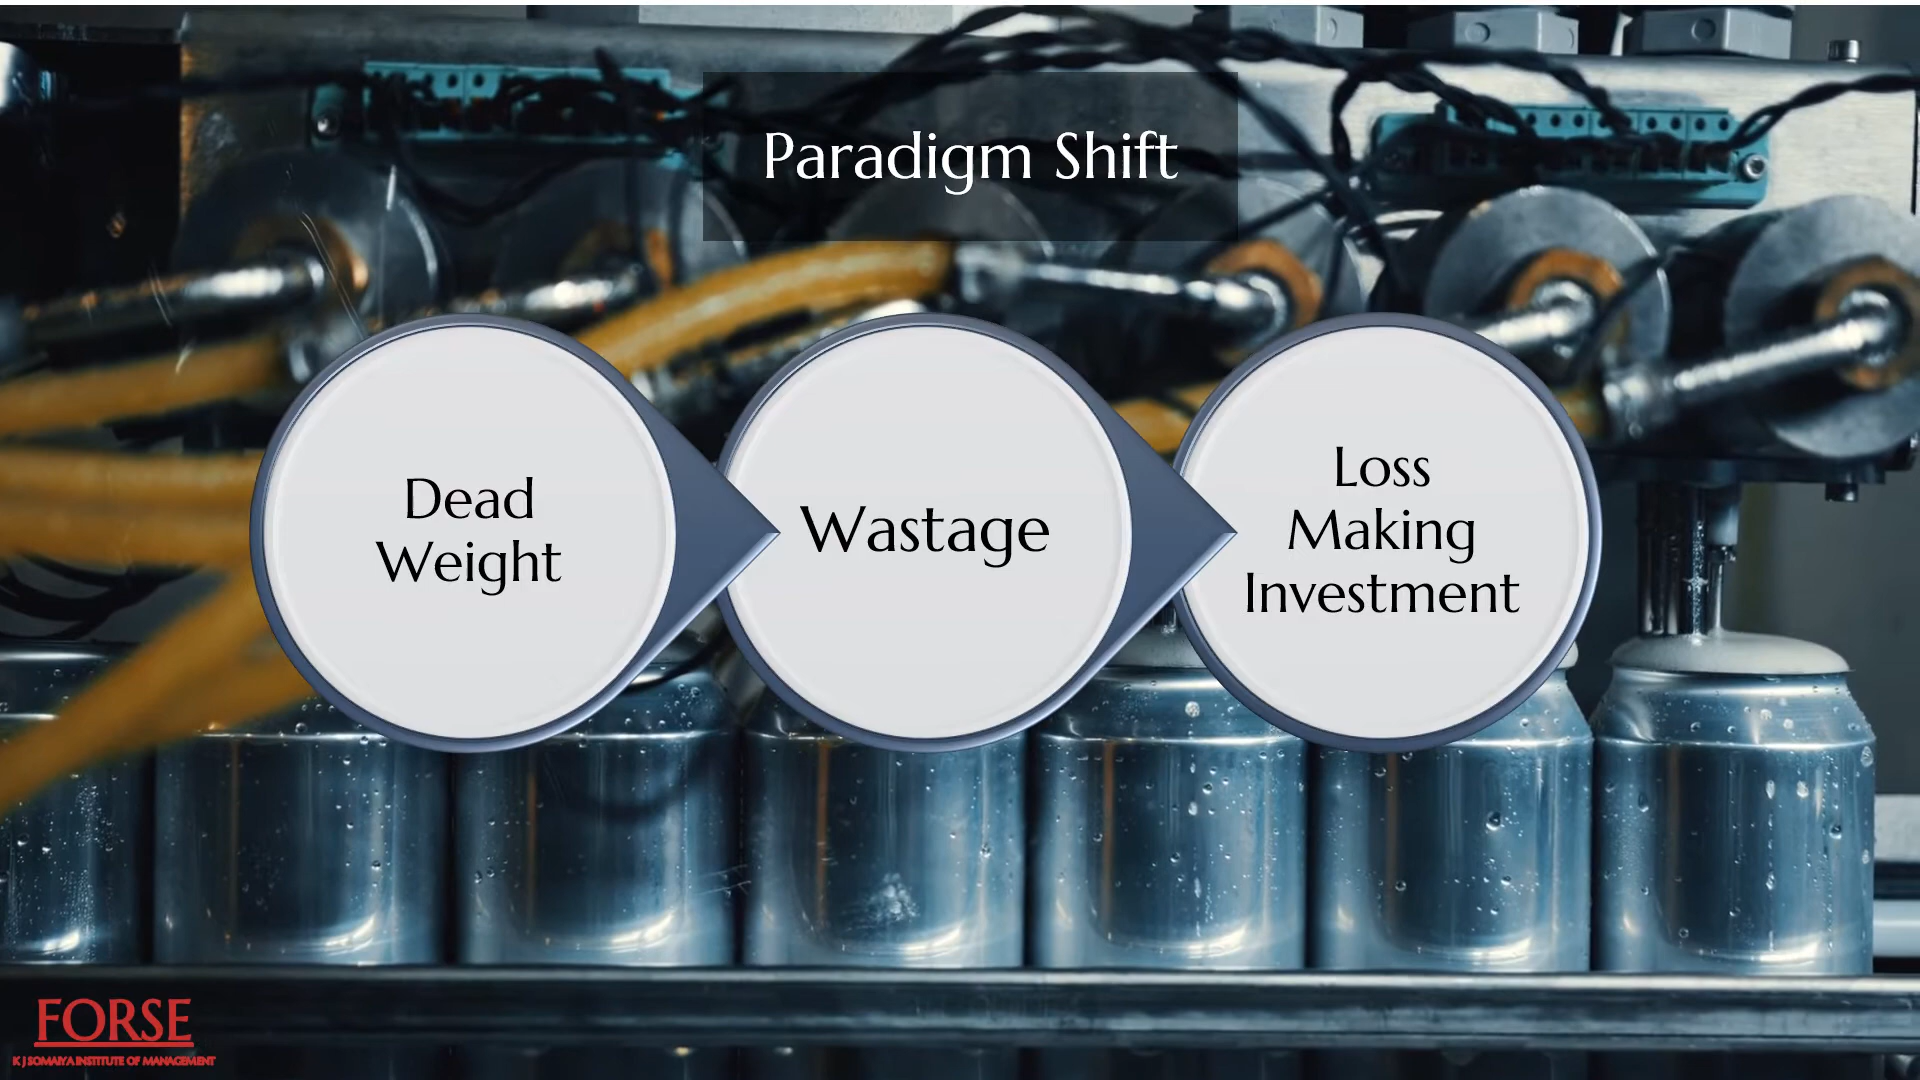 Paradigm Shift
Dead
Weight
Wastage
Loss
Making
Investment
FORSE
K J SOMAIYA INSTITUTE OF MANAGEMENT